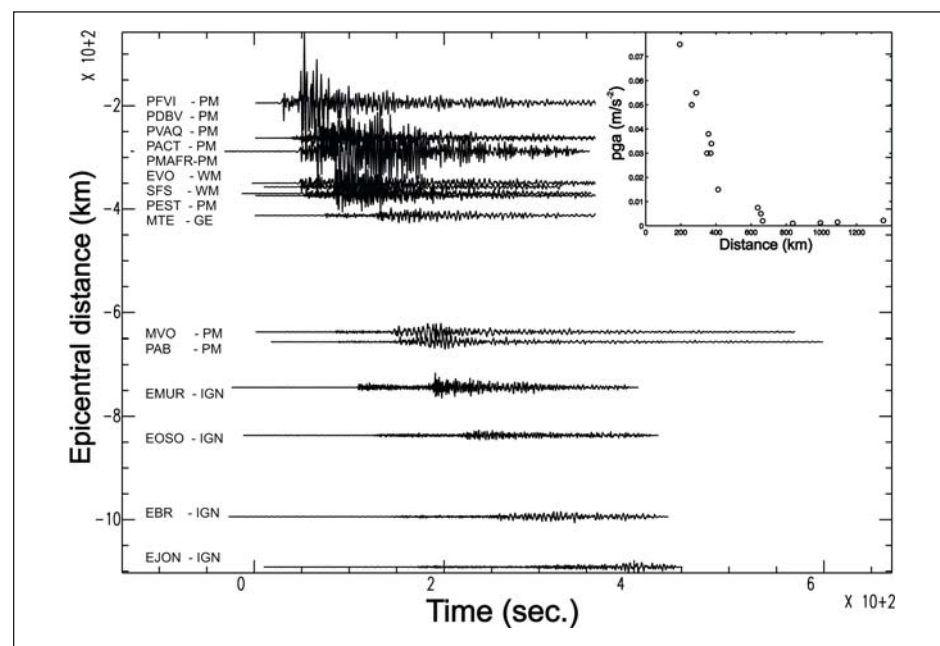 X 10+2
-2
-4
-6
-8
-10
Epicentral distance (km)
PFVI - PM
PDBV - PM
PVAQ - PM
PACT - PM
PMAFR-PM
EVO - WM
SFS - WM
PEST - PM
MTE - GE
MVO - PM
PAB - PM
EMUR - IGN
EOSO - IGN
EBR - IGN
EJON - IGN
0 2 4 6
Time (sec.)
X 10+2
0.07
0.06
0.05
0.04
0.03
0.02
0.01
0
pga (m/s-2)
0 200 400 600 800 1000 1200
Distance (km)